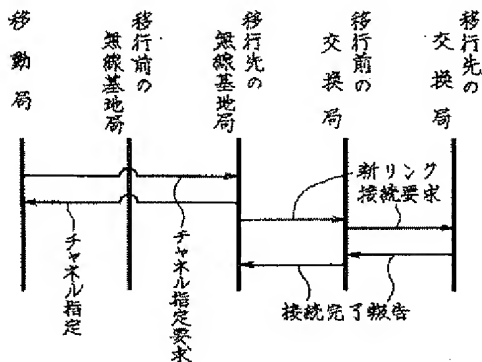 移動局
移行前の
無線基地局
移行先の
無線基地局
移行前の
交換局
移行先の
交換局
新リンク
接続要求
チャネル指定
チャネル指定要求
接続完了報告